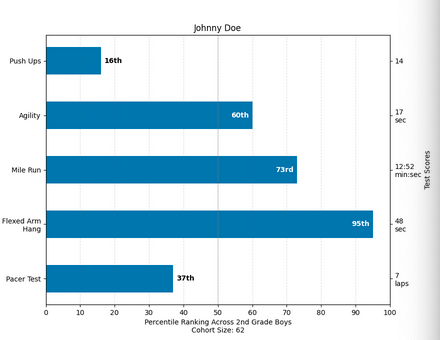 Johnny Doe
Push Ups
16th
14
Agility
60th
17
sec
Mile Run
73rd
12:52
min:sec
Test Scores
Flexed Arm
Hang
95th
48
sec
Pacer Test
37th
7
laps
0 10 20 30 40 50 60 70 80 90 100
Percentile Ranking Across 2nd Grade Boys
Cohort Size: 62